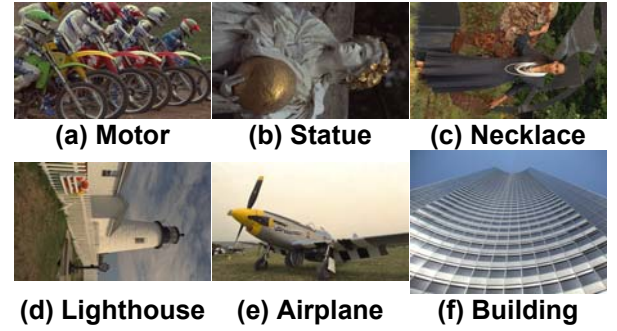 (a) Motor (b) Statue (c) Necklace
(d) Lighthouse (e) Airplane (f) Building